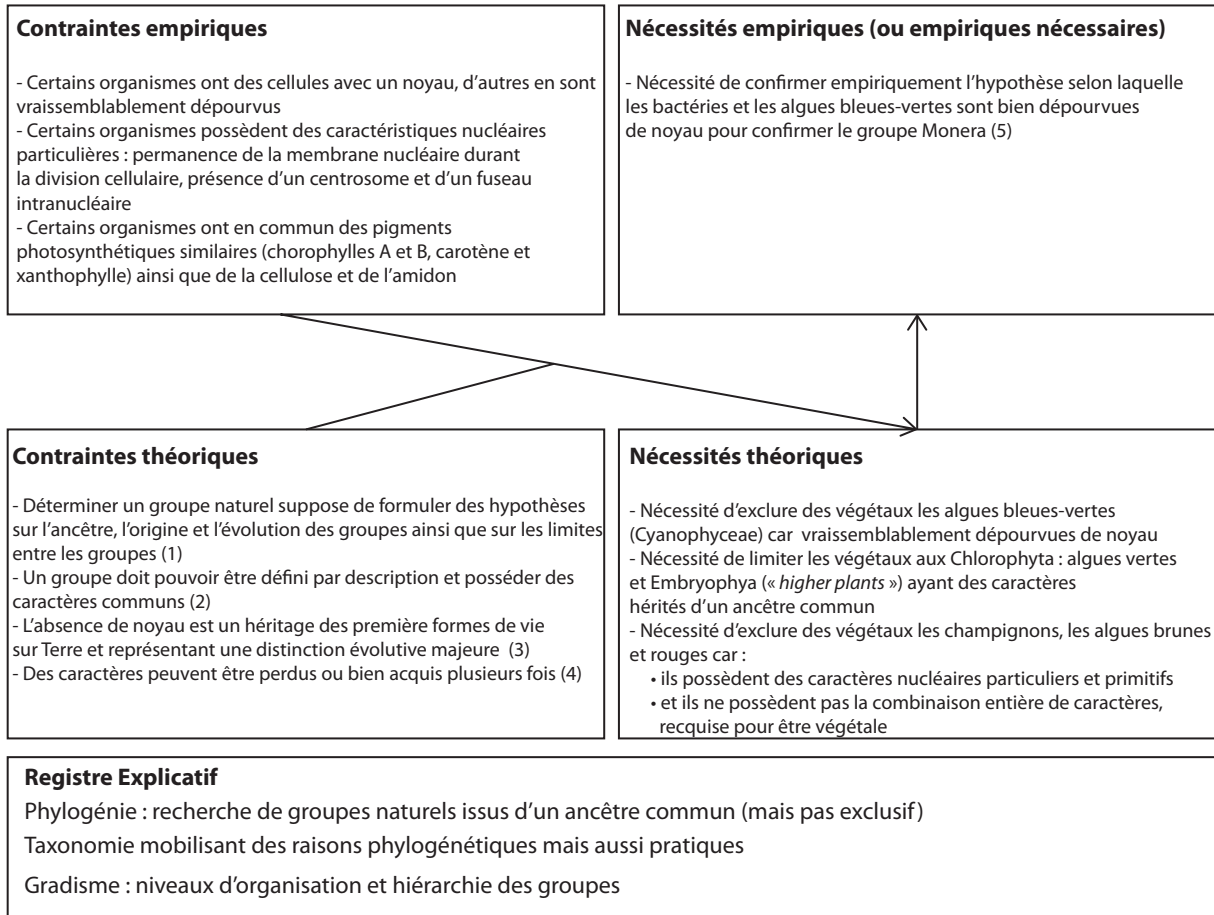 Contraintes empiriques
- Certains organismes ont des cellules avec un noyau, d'autres en sont
vraissemblablement dépourvus
- Certains organismes possèdent des caractéristiques nucléaires
particulières : permanence de la membrane nucléaire durant
la division cellulaire, présence d'un centrosome et d'un fuseau
intranucléaire
- Certains organismes ont en commun des pigments
photosynthétiques similaires (chorophylles A et B, carotène et
xanthophylle) ainsi que de la cellulose et de l'amidon
Nécessités empiriques (ou empiriques nécessaires)
- Nécessité de confirmer empiriquement l'hypothèse selon laquelle
les bactéries et les algues bleues-vertes sont bien dépourvues
de noyau pour confirmer le groupe Monera (5)
Contraintes théoriques
- Déterminer un groupe naturel suppose de formuler des hypothèses
sur l'ancêtre, l'origine et l'évolution des groupes ainsi que sur les limites
entre les groupes (1)
- Un groupe doit pouvoir être défini par description et posséder des
caractères communs (2)
- L'absence de noyau est un héritage des première formes de vie
sur Terre et représentant une distinction évolutive majeure (3)
- Des caractères peuvent être perdus ou bien acquis plusieurs fois (4)
Nécessités théoriques
- Nécessité d'exclure des végétaux les algues bleues-vertes
(Cyanophyceae) car vraissemblablement dépourvues de noyau
- Nécessité de limiter les végétaux aux Chlorophyta : algues vertes
et Embryophya (« higher plants ») ayant des caractères
hérités d'un ancêtre commun
- Nécessité d'exclure des végétaux les champignons, les algues brunes
et rouges car :
• ils possèdent des caractères nucléaires particuliers et primitifs
• et ils ne possèdent pas la combinaison entière de caractères,
recquise pour être végétale
Registre Explicatif
Phylogénie : recherche de groupes naturels issus d'un ancêtre commun (mais pas exclusif)
Taxonomie mobilisant des raisons phylogénétiques mais aussi pratiques
Gradisme : niveaux d'organisation et hiérarchie des groupes